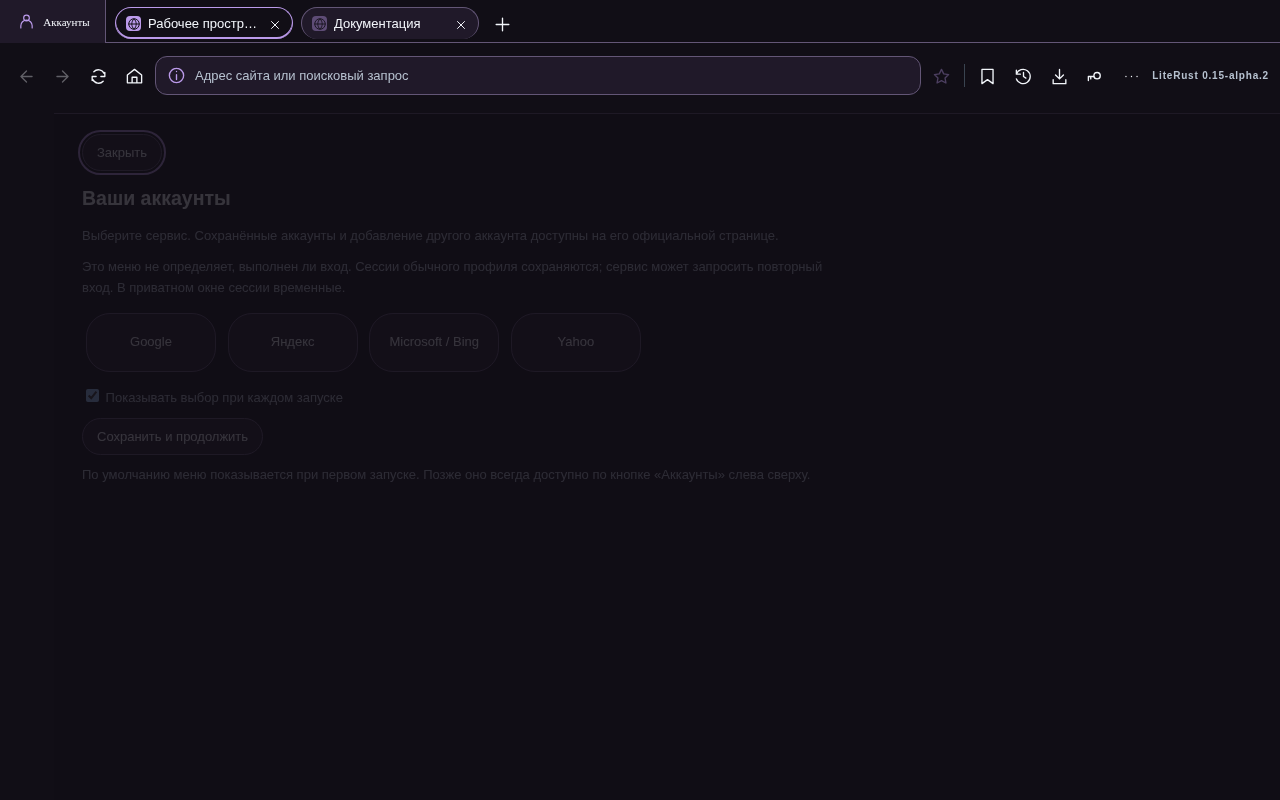 Аккаунты
Рабочее простр…
Документация
Адрес сайта или поисковый запрос
LiteRust 0.15-alpha.2
Закрыть
Ваши аккаунты
Выберите сервис. Сохранённые аккаунты и добавление другого аккаунта доступны на его официальной странице.
Это меню не определяет, выполнен ли вход. Сессии обычного профиля сохраняются; сервис может запросить повторный
вход. В приватном окне сессии временные.
Google
Яндекс
Microsoft / Bing
Yahoo
Показывать выбор при каждом запуске
Сохранить и продолжить
По умолчанию меню показывается при первом запуске. Позже оно всегда доступно по кнопке «Аккаунты» слева сверху.